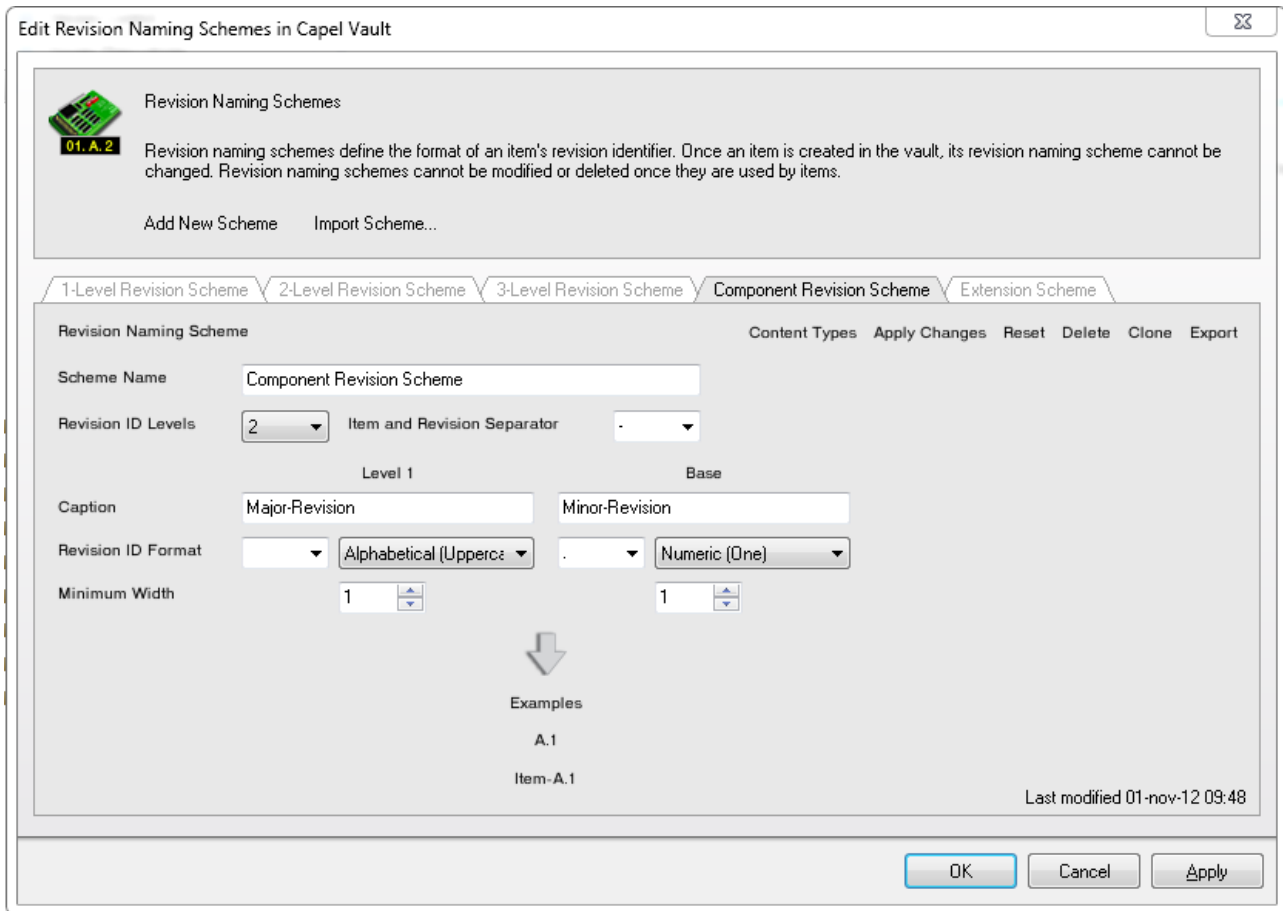 Edit Revision Naming Schemes in Capel Vault
Revision Naming Schemes
01. A. 2
Revision naming schemes define the format of an item's revision identifier. Once an item is created in the vault, its revision naming scheme cannot be
changed. Revision naming schemes cannot be modified or deleted once they are used by items.
Add New Scheme Import Scheme...
1-Level Revision Scheme 2-Level Revision Scheme 3-Level Revision Scheme Component Revision Scheme Extension Scheme
Revision Naming Scheme Content Types Apply Changes Reset Delete Clone Export
Scheme Name Component Revision Scheme
Revision ID Levels 2 Item and Revision Separator -
Level 1 Base
Caption Major-Revision Minor-Revision
Revision ID Format Alphabetical (Upperca . Numeric (One)
Minimum Width 1 1
Examples
A.1
Item-A.1
Last modified 01-nov-12 09:48
OK Cancel Apply